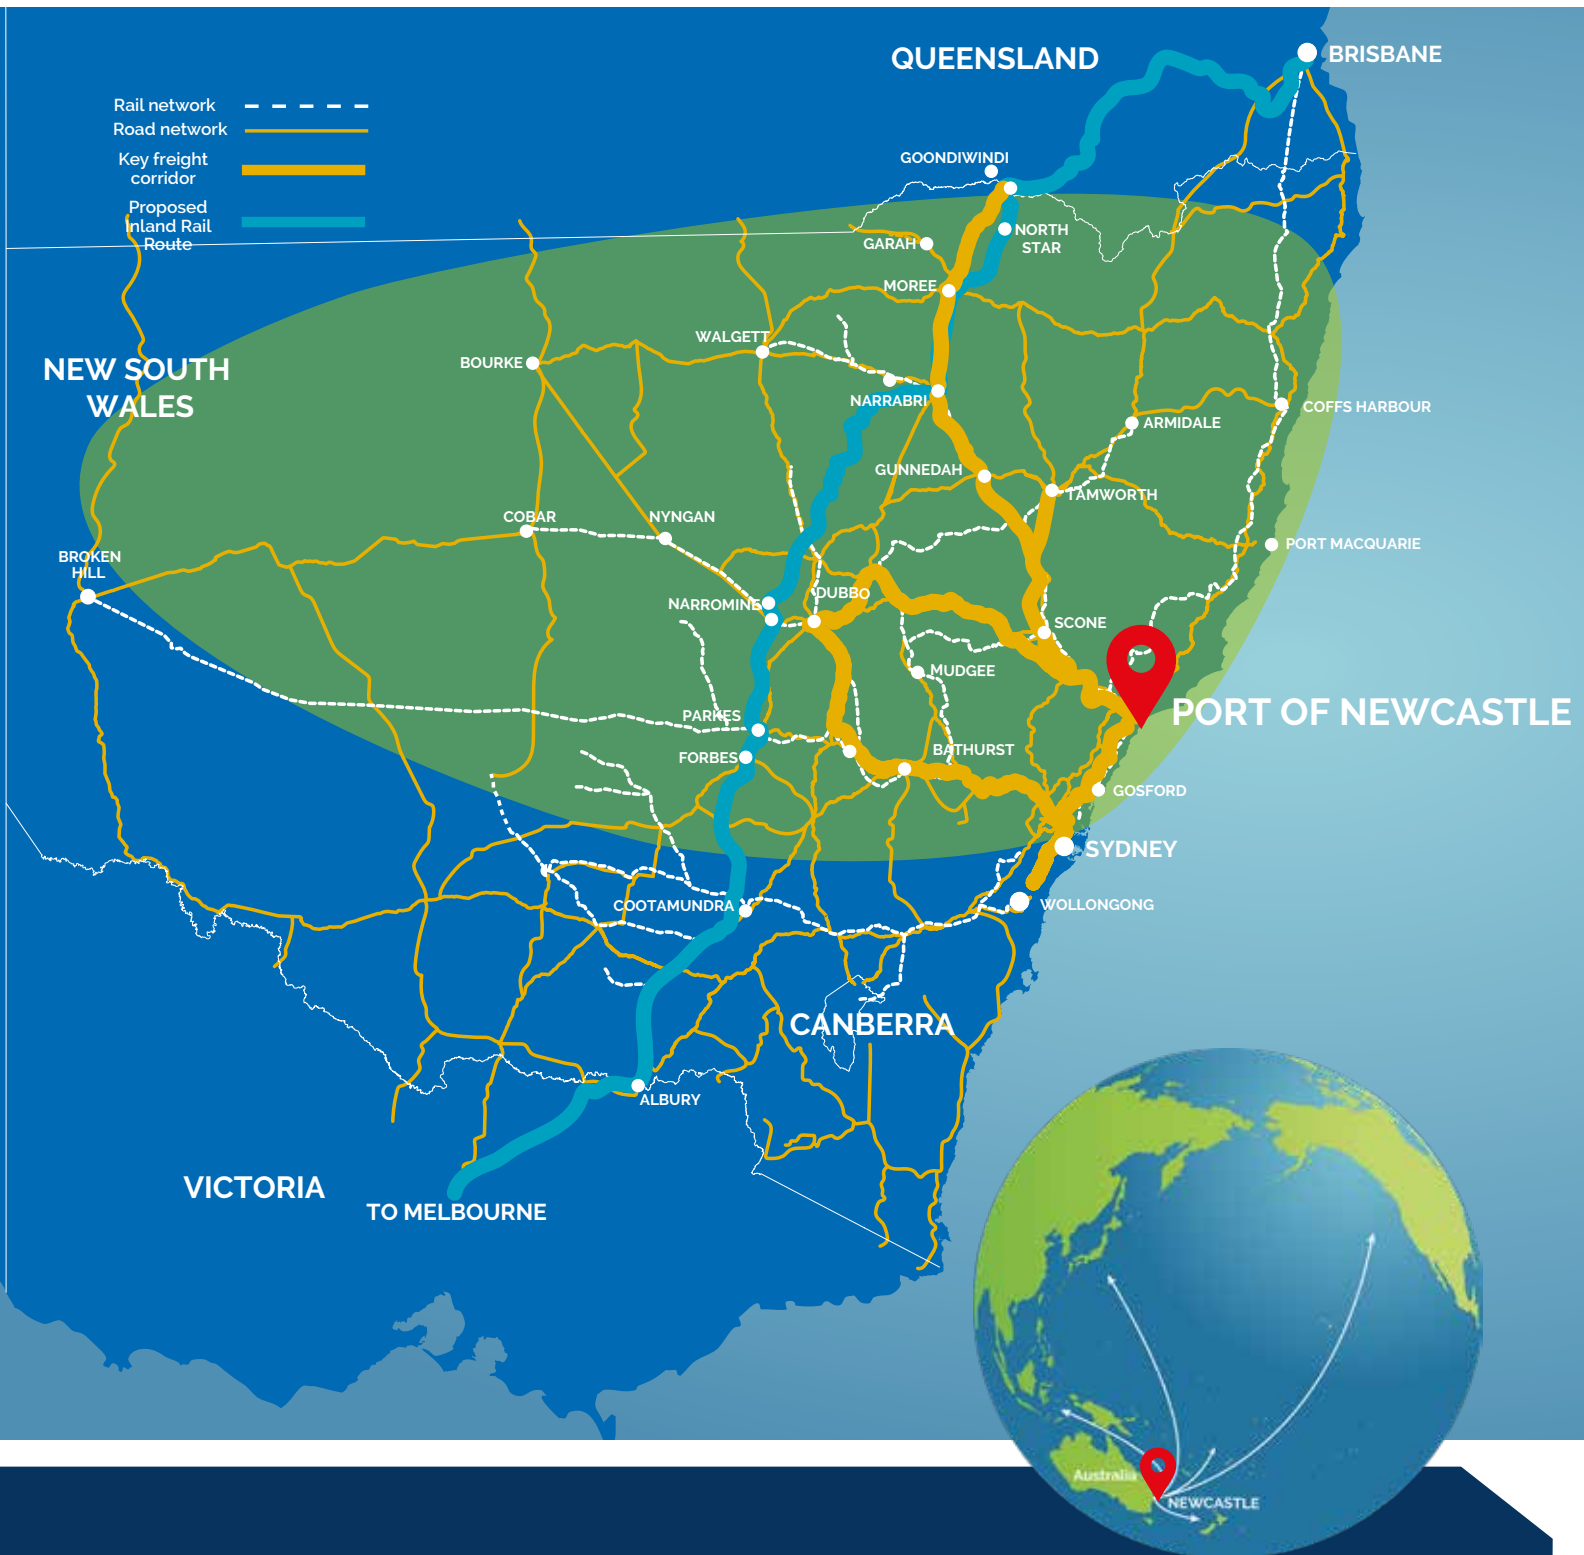 QUEENSLAND
BRISBANE
Rail network
Road network
Key freight
corridor
Proposed
Inland Rail
Route
GOONDIWINDI
NORTH
STAR
GARAH
MOREE
WALGETT
BOURKE
NEW SOUTH
WALES
NARRABRI
COFFS HARBOUR
ARMIDALE
GUNNEDAH
TAMWORTH
COBAR
NYNGAN
PORT MACQUARIE
BROKEN
HILL
DUBBO
NARROMINE
SCONE
MUDGEE
PORT OF NEWCASTLE
PARKES
FORBES
BATHURST
GOSFORD
SYDNEY
COOTAMUNDRA
WOLLONGONG
CANBERRA
ALBURY
VICTORIA
TO MELBOURNE
Australia
NEWCASTLE